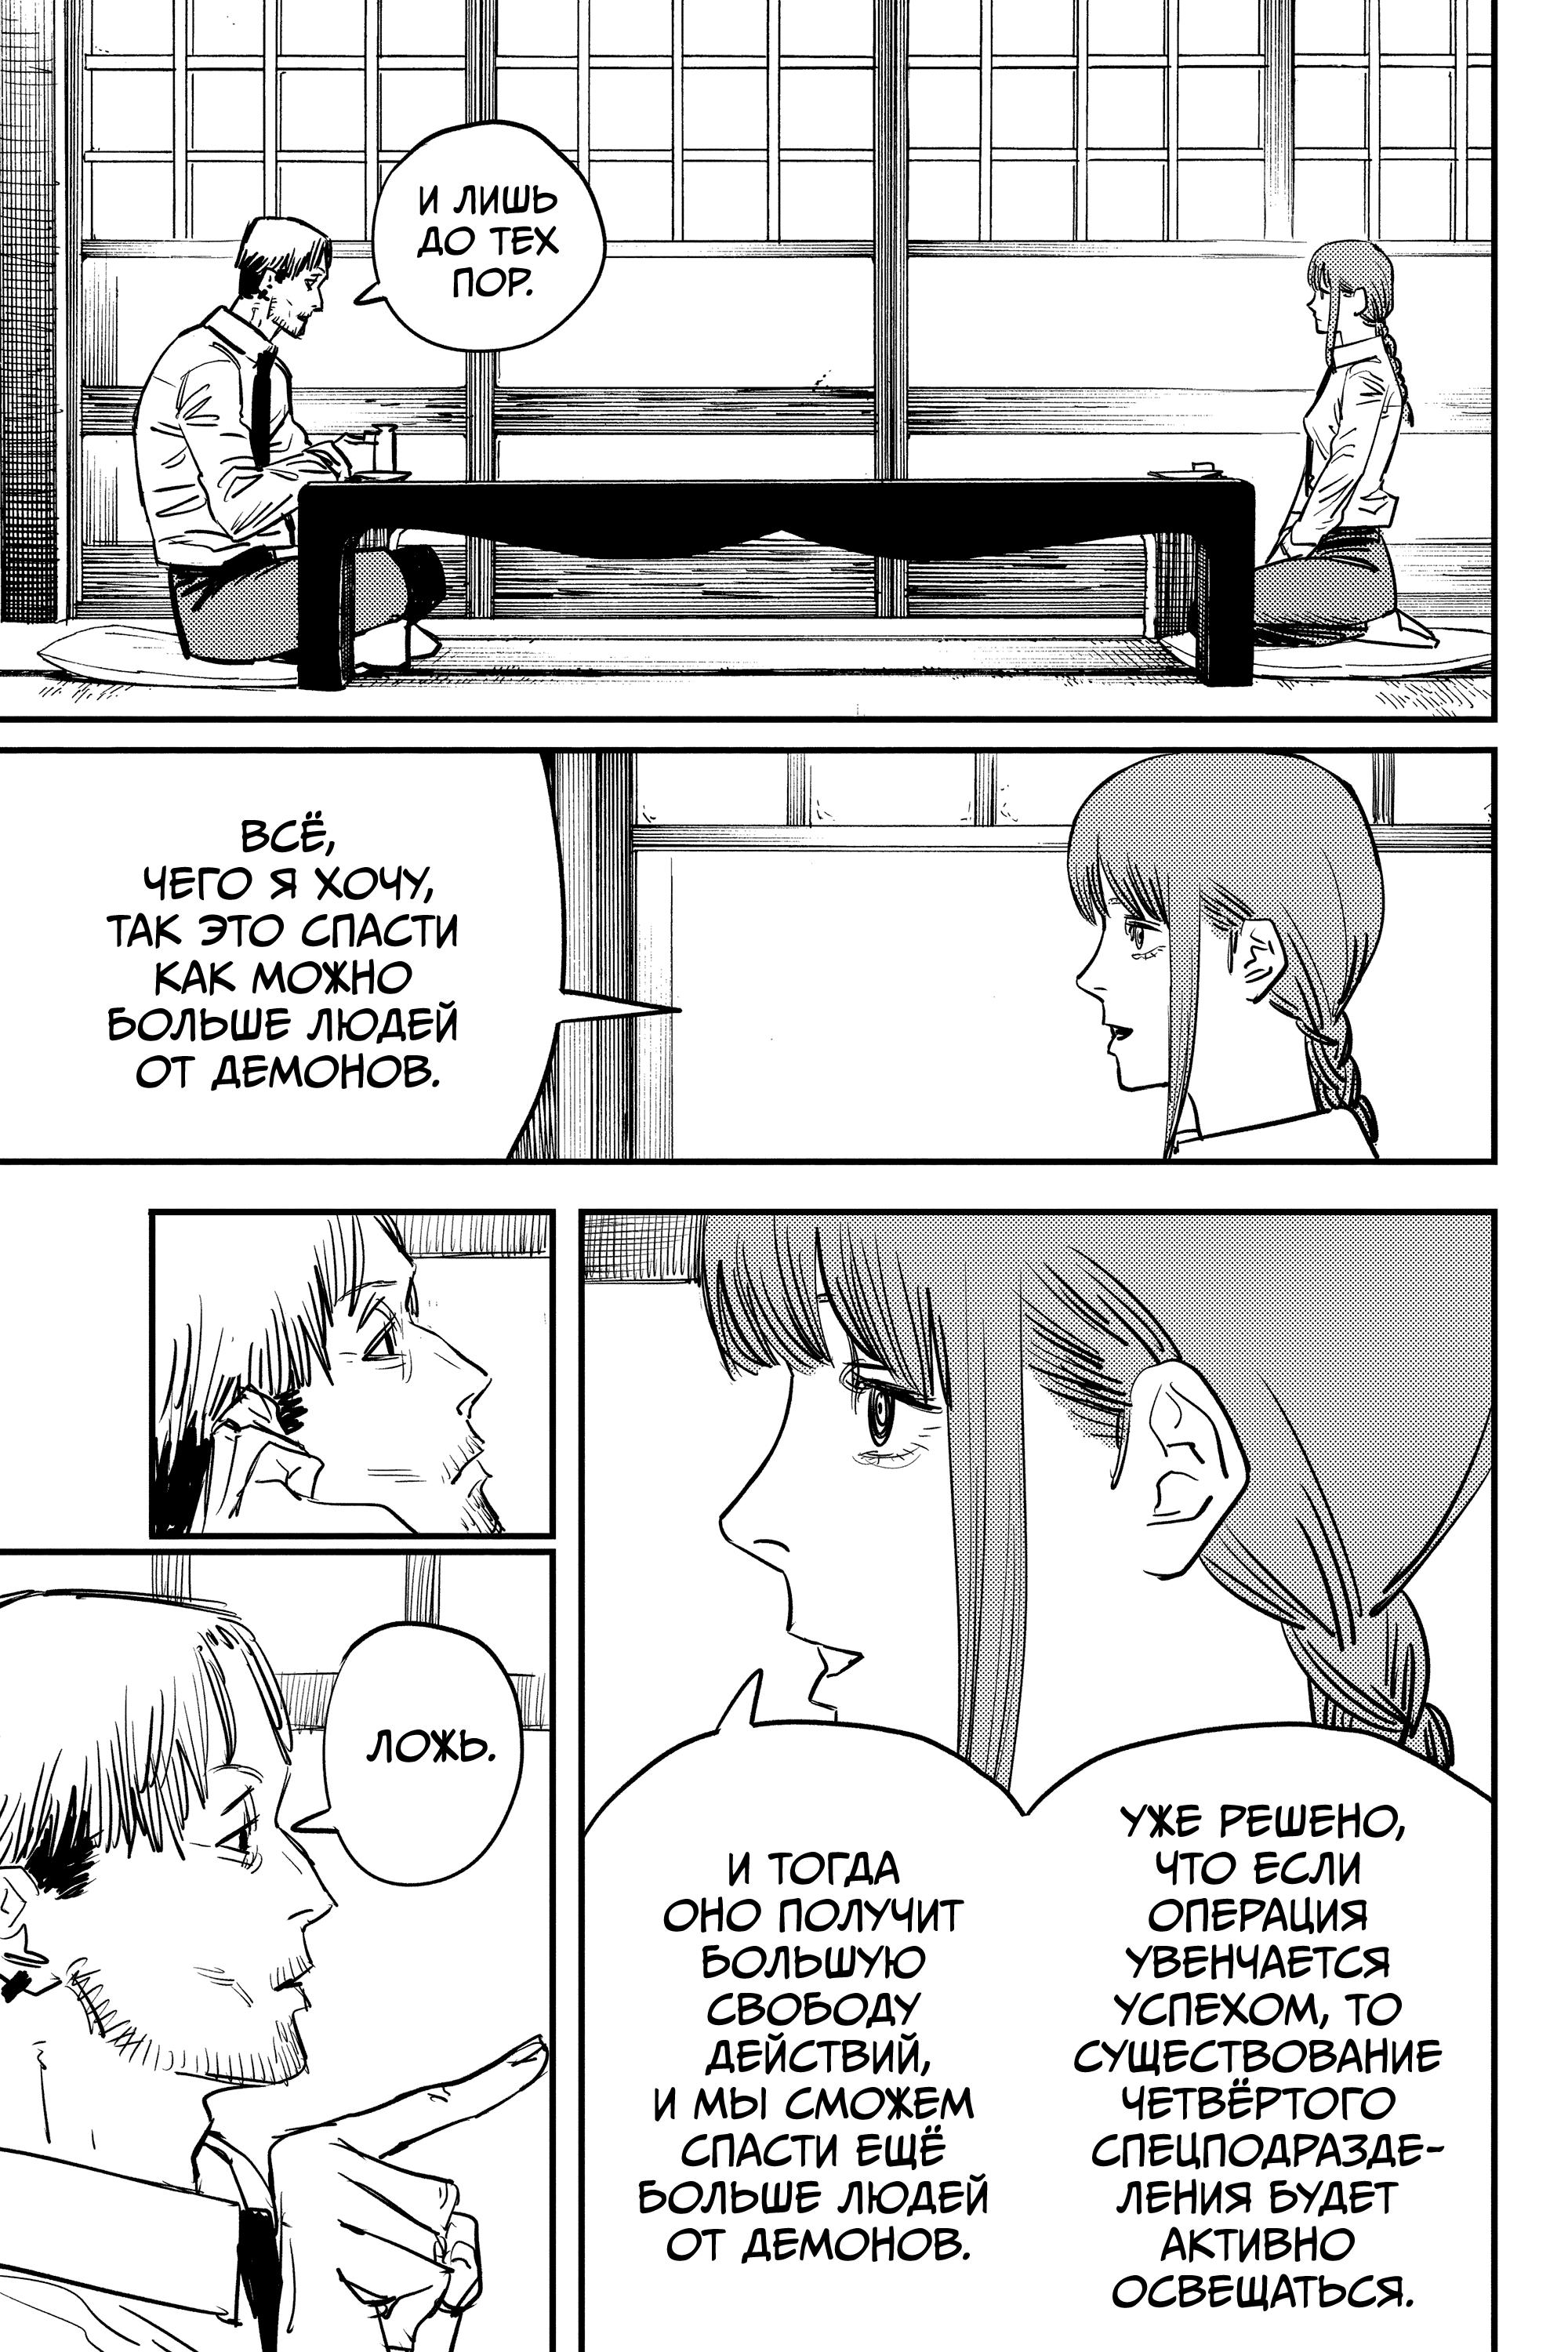 И ЛИШЬ
ДО ТЕХ
ПОР.
ВСЁ,
ЧЕГО Я ХОЧУ,
ТАК ЭТО СПАСТИ
КАК МОЖНО
БОЛЬШЕ ЛЮДЕЙ
ОТ ДЕМОНОВ.
УЖЕ РЕШЕНО,
ЧТО ЕСЛИ
ОПЕРАЦИЯ
УВЕНЧАЕТСЯ
УСПЕХОМ, ТО
СУЩЕСТВОВАНИЕ
ЧЕТВЁРТОГО
СПЕЦПОДРАЗДЕ-
ЛЕНИЯ БУДЕТ
АКТИВНО
ОСВЕЩАТЬСЯ.
И ТОГДА
ОНО ПОЛУЧИТ
БОЛЬШУЮ
СВОБОДУ
ДЕЙСТВИЙ,
И МЫ СМОЖЕМ
СПАСТИ ЕЩЁ
БОЛЬШЕ ЛЮДЕЙ
ОТ ДЕМОНОВ.
ЛОЖЬ.